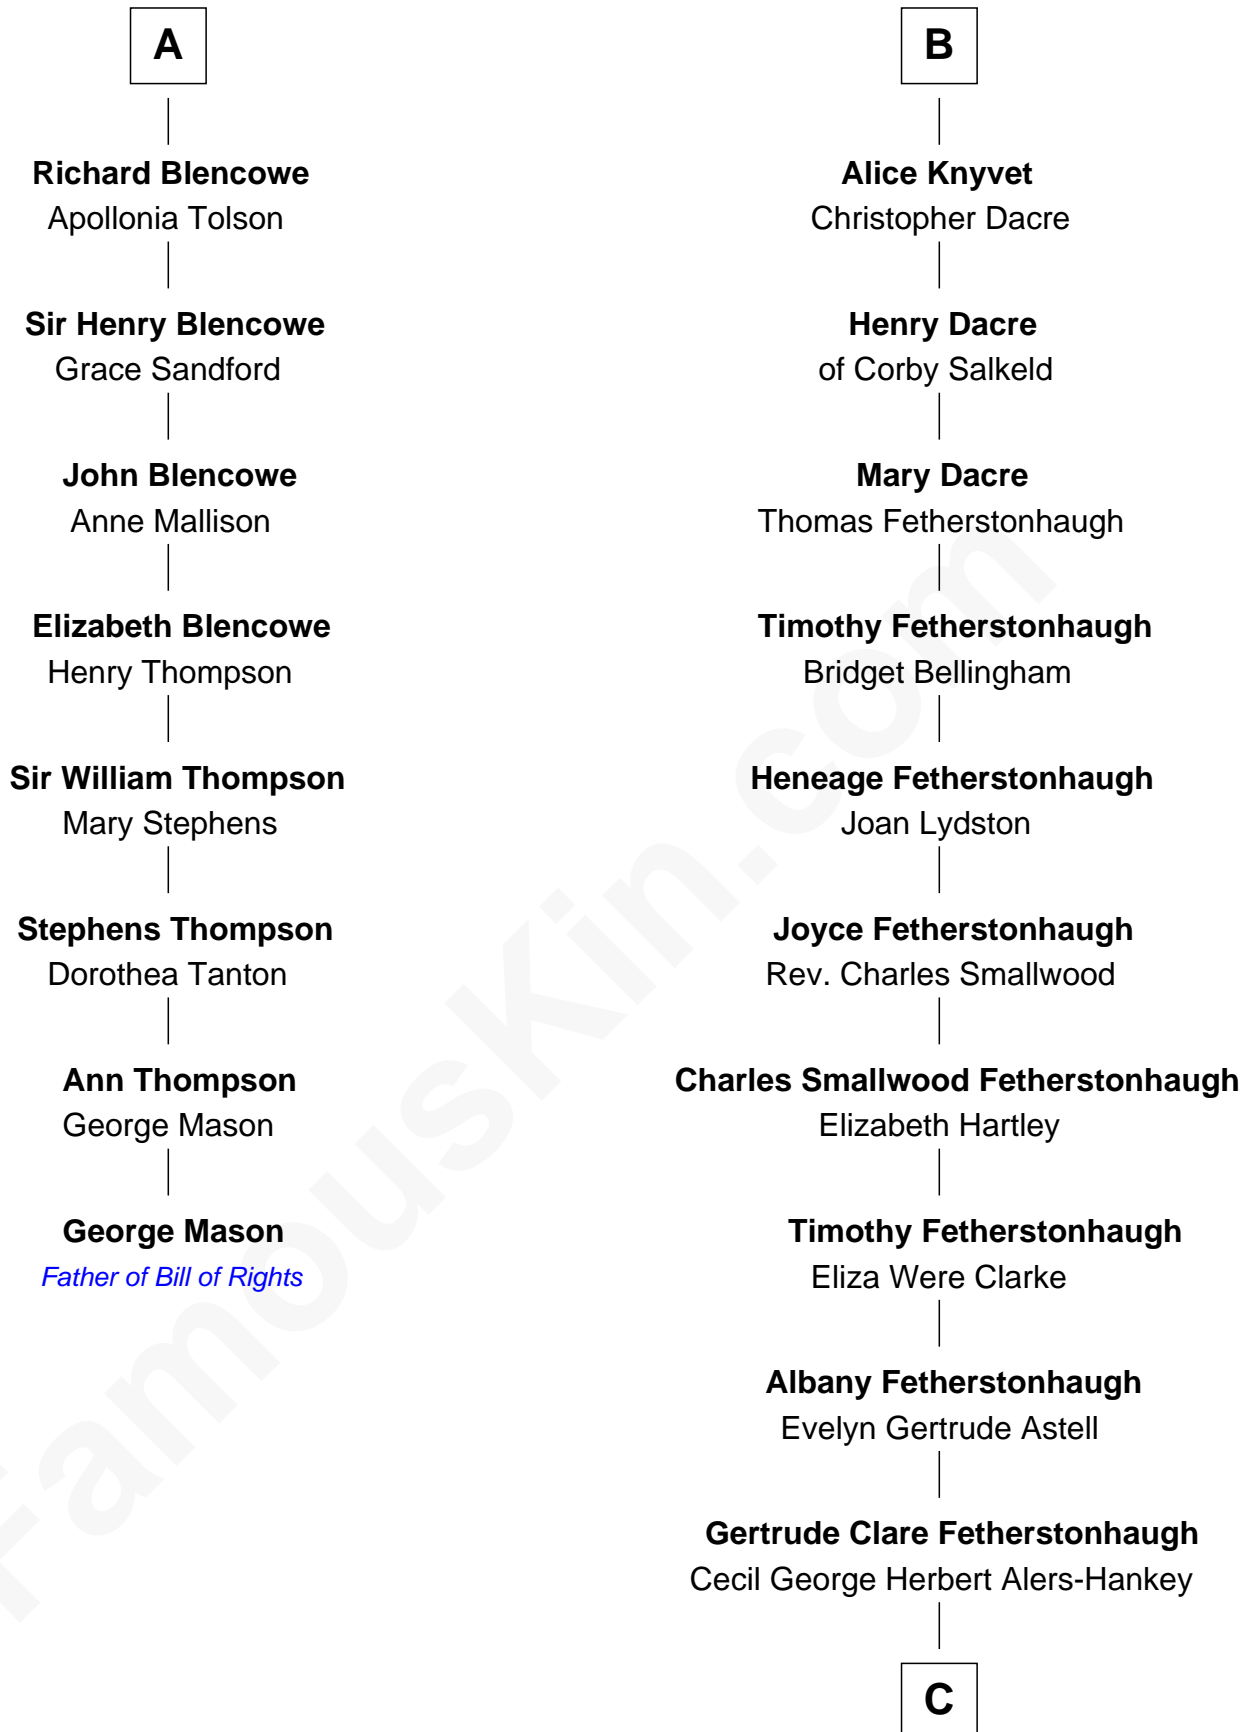 A
Richard Blencowe
Apollonia Tolson
Sir Henry Blencowe
Grace Sandford
John Blencowe
Anne Mallison
Elizabeth Blencowe
Henry Thompson
Sir William Thompson
Mary Stephens
Stephens Thompson
Dorothea Tanton
Ann Thompson
George Mason
George Mason
Father of Bill of Rights
B
Alice Knyvet
Christopher Dacre
Henry Dacre
of Corby Salkeld
Mary Dacre
Thomas Fetherstonhaugh
Timothy Fetherstonhaugh
Bridget Bellingham
Heneage Fetherstonhaugh
Joan Lydston
Joyce Fetherstonhaugh
Rev. Charles Smallwood
Charles Smallwood Fetherstonhaugh
Elizabeth Hartley
Timothy Fetherstonhaugh
Eliza Were Clarke
Albany Fetherstonhaugh
Evelyn Gertrude Astell
Gertrude Clare Fetherstonhaugh
Cecil George Herbert Alers-Hankey
C
FamousKin.com